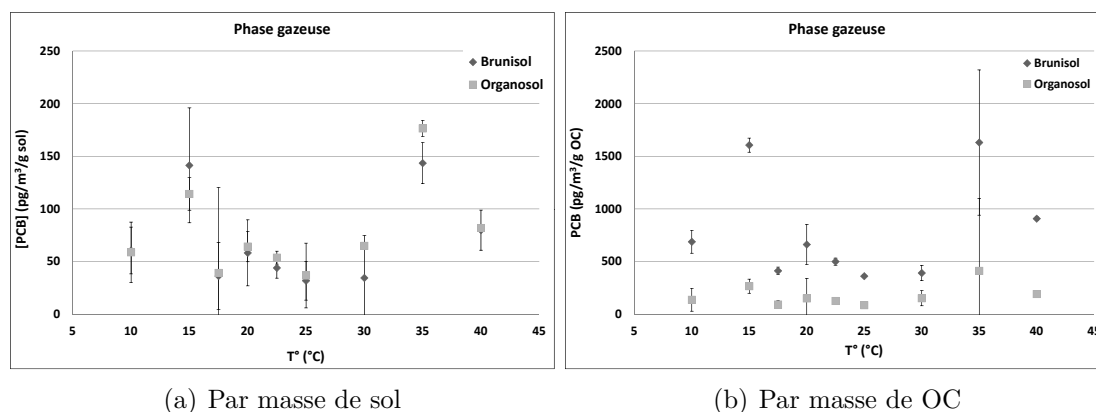 Phase gazeuse
[PCB] (pg/m³/g sol)
250
200
150
100
50
0
Brunisol
Organosol
5 10 15 20 25 30 35 40 45
T° (°C)
(a) Par masse de sol
Phase gazeuse
PCB (pg/m³/g OC)
2500
2000
1500
1000
500
0
Brunisol
Organosol
5 10 15 20 25 30 35 40 45
T° (°C)
(b) Par masse de OC